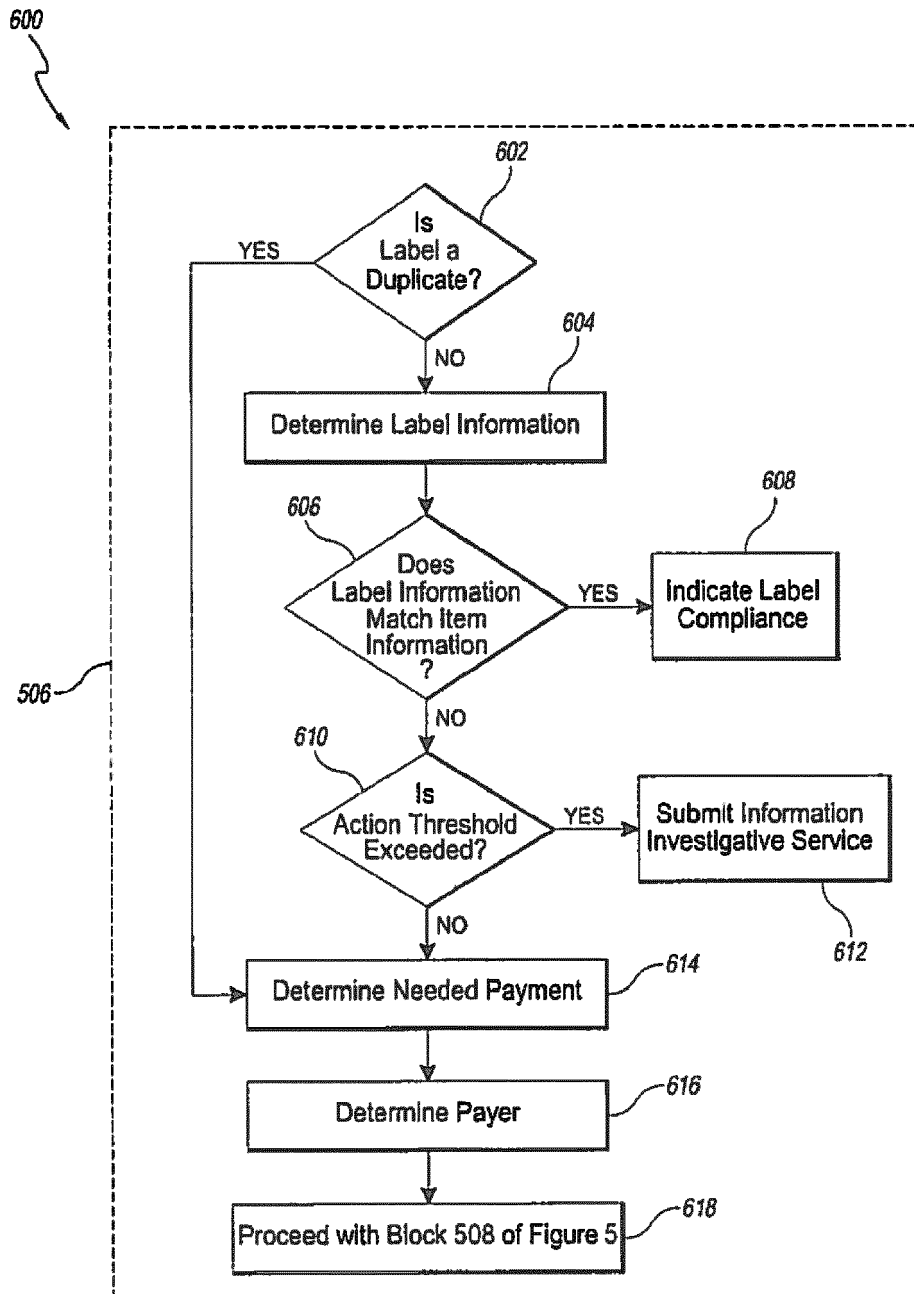 600
602
Is
Label a
Duplicate?
YES
NO
604
Determine Label Information
606
Does
Label Information
Match Item
Information
?
YES
608
Indicate Label
Compliance
506
NO
610
Is
Action Threshold
Exceeded?
YES
Submit Information
Investigative Service
612
NO
614
Determine Needed Payment
616
Determine Payer
618
Proceed with Block 508 of Figure 5